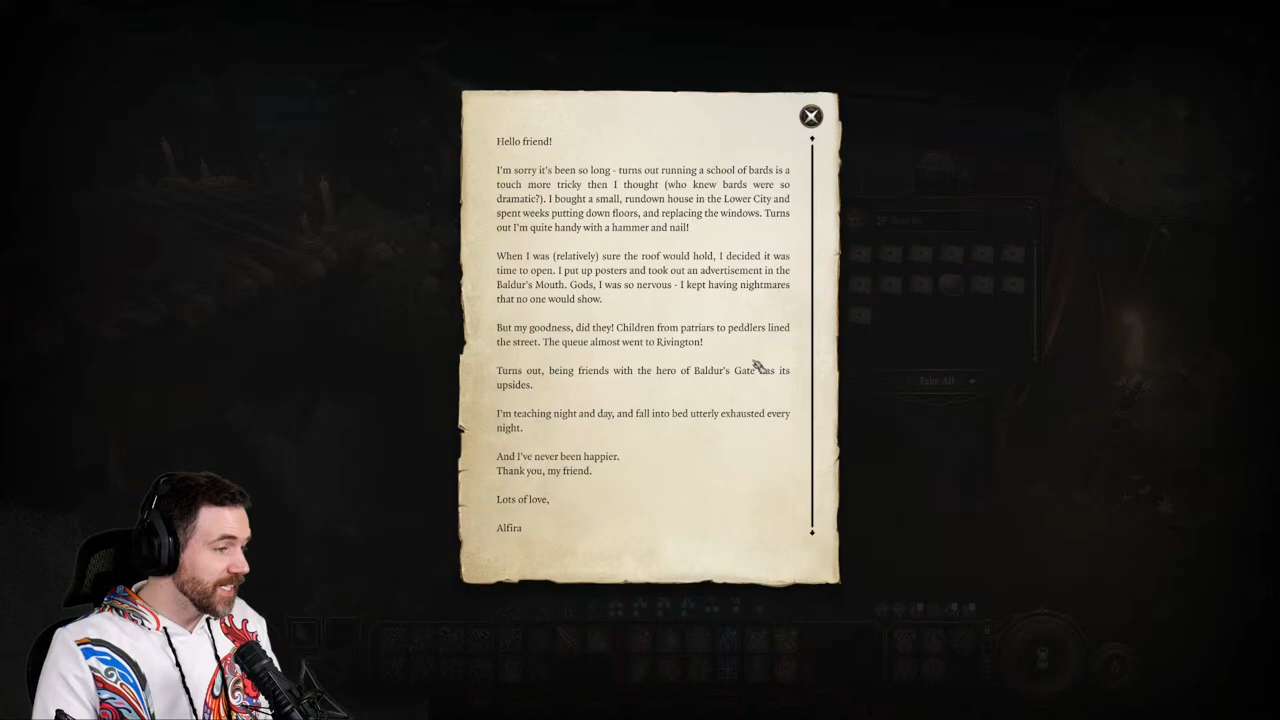 Hello friend!
I'm sorry it's been so long - turns out running a school of bards is a
touch more tricky then I thought (who knew bards were so
dramatic?). I bought a small, rundown house in the Lower City and
spent weeks putting down floors, and replacing the windows. Turns
out I'm quite handy with a hammer and nail!
When I was (relatively) sure the roof would hold, I decided it was
time to open. I put up posters and took out an advertisement in the
Baldur's Mouth. Gods, I was so nervous - I kept having nightmares
that no one would show.
But my goodness, did they! Children from patriars to peddlers lined
the street. The queue almost went to Rivington!
Turns out, being friends with the hero of Baldur's Gate has its
upsides.
I'm teaching night and day, and fall into bed utterly exhausted every
night.
And I've never been happier.
Thank you, my friend.
Lots of love,
Alfira
Sort By
Take All